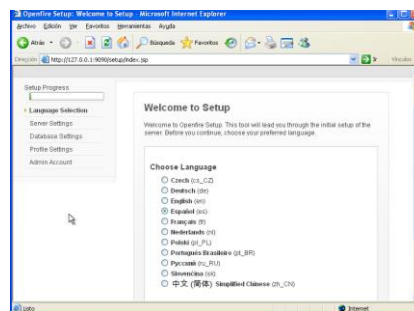 Openfire Setup: Welcome to Setup - Microsoft Internet Explorer
Archivo Edición Ver Favoritos Herramientas Ayuda
Atrás Búsqueda Favoritos
Dirección http://127.0.0.1:9090/setup/index.jsp Ir Vínculos
Setup Progress
Language Selection
Server Settings
Database Settings
Profile Settings
Admin Account
Welcome to Setup
Welcome to Openfire Setup. This tool will lead you through the initial setup of the
server. Before you continue, choose your preferred language.
Choose Language
Czech (cs_CZ)
Deutsch (de)
English (en)
Español (es)
Français (fr)
Nederlands (nl)
Polski (pl_PL)
Português Brasileiro (pt_BR)
Русский (ru_RU)
Slovenčina (sk)
中文 (简体) Simplified Chinese (zh_CN)
Listo Internet